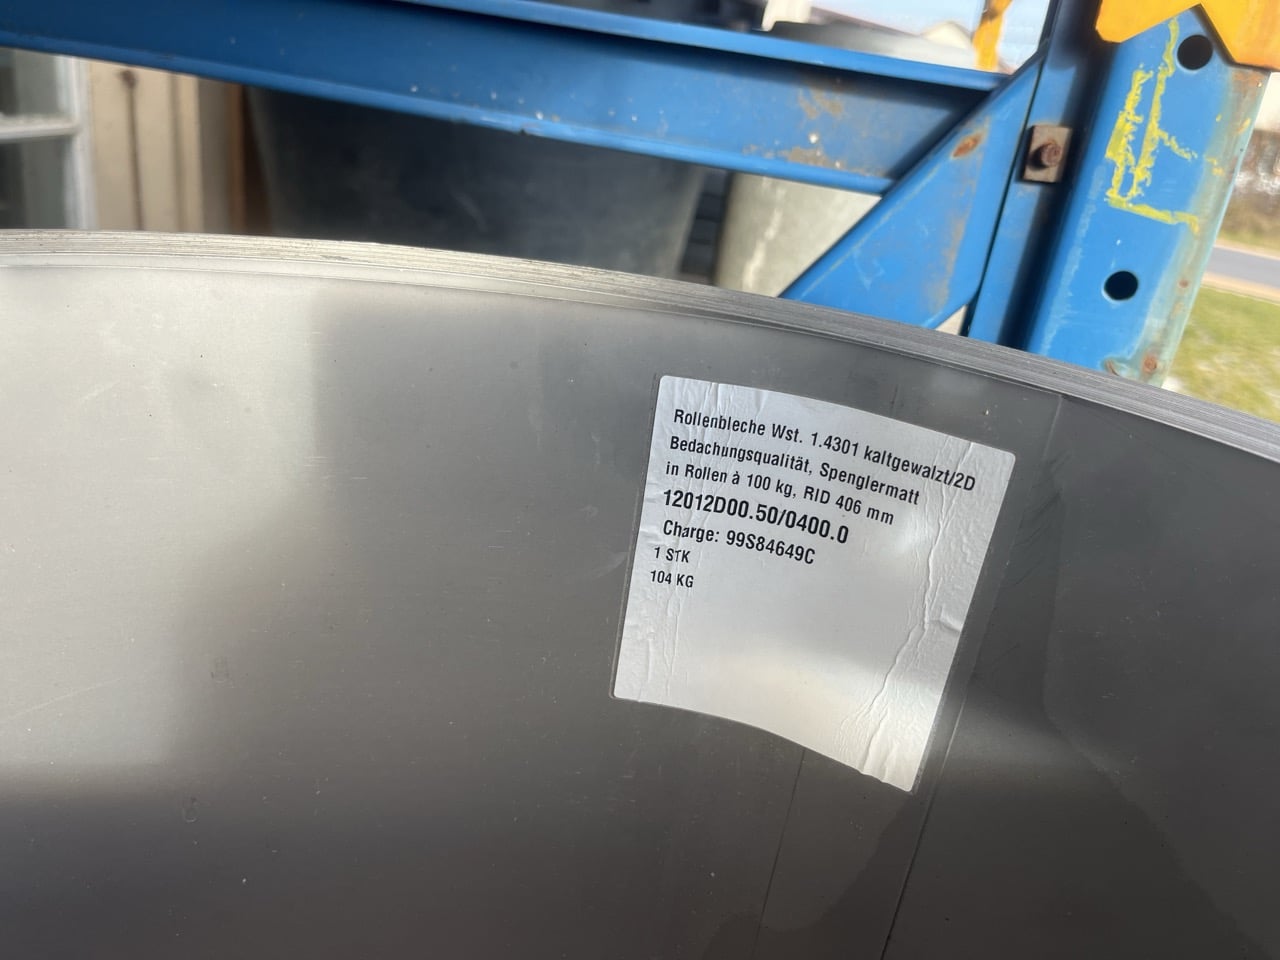 Rollenbleche Wst. 1.4301 kaltgewalzt/2D
Bedachungsqualität, Spenglermatt
in Rollen à 100 kg, RID 406 mm
12012D00.50/0400.0
Charge: 99S84649C
1 STK
104 KG